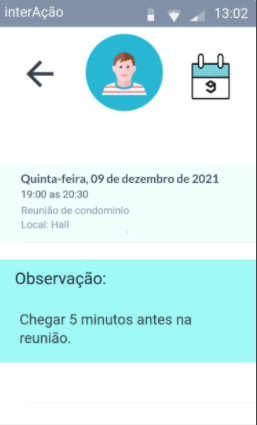 interAção 13:02
9
Quinta-feira, 09 de dezembro de 2021
19:00 as 20:30
Reunião de condominio
Local: Hall
Observação:
Chegar 5 minutos antes na
reunião.